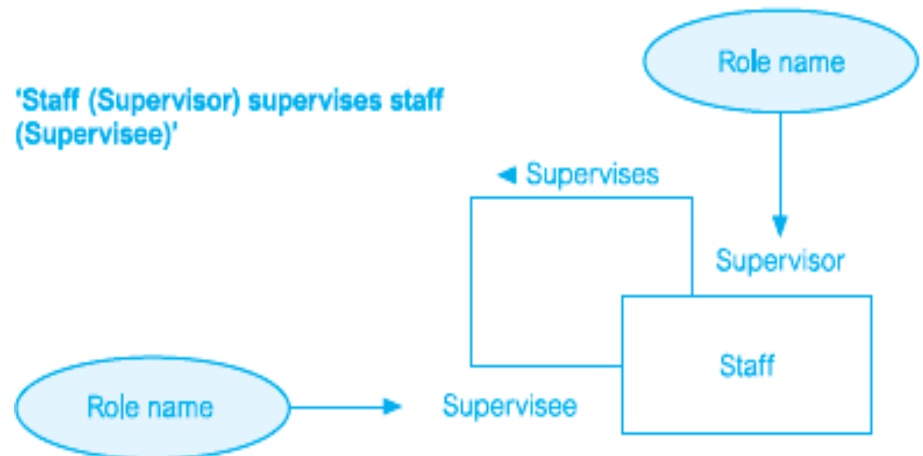 Role name
‘Staff (Supervisor) supervises staff
(Supervisee)’
◄ Supervises
Supervisor
Staff
Role name
Supervisee